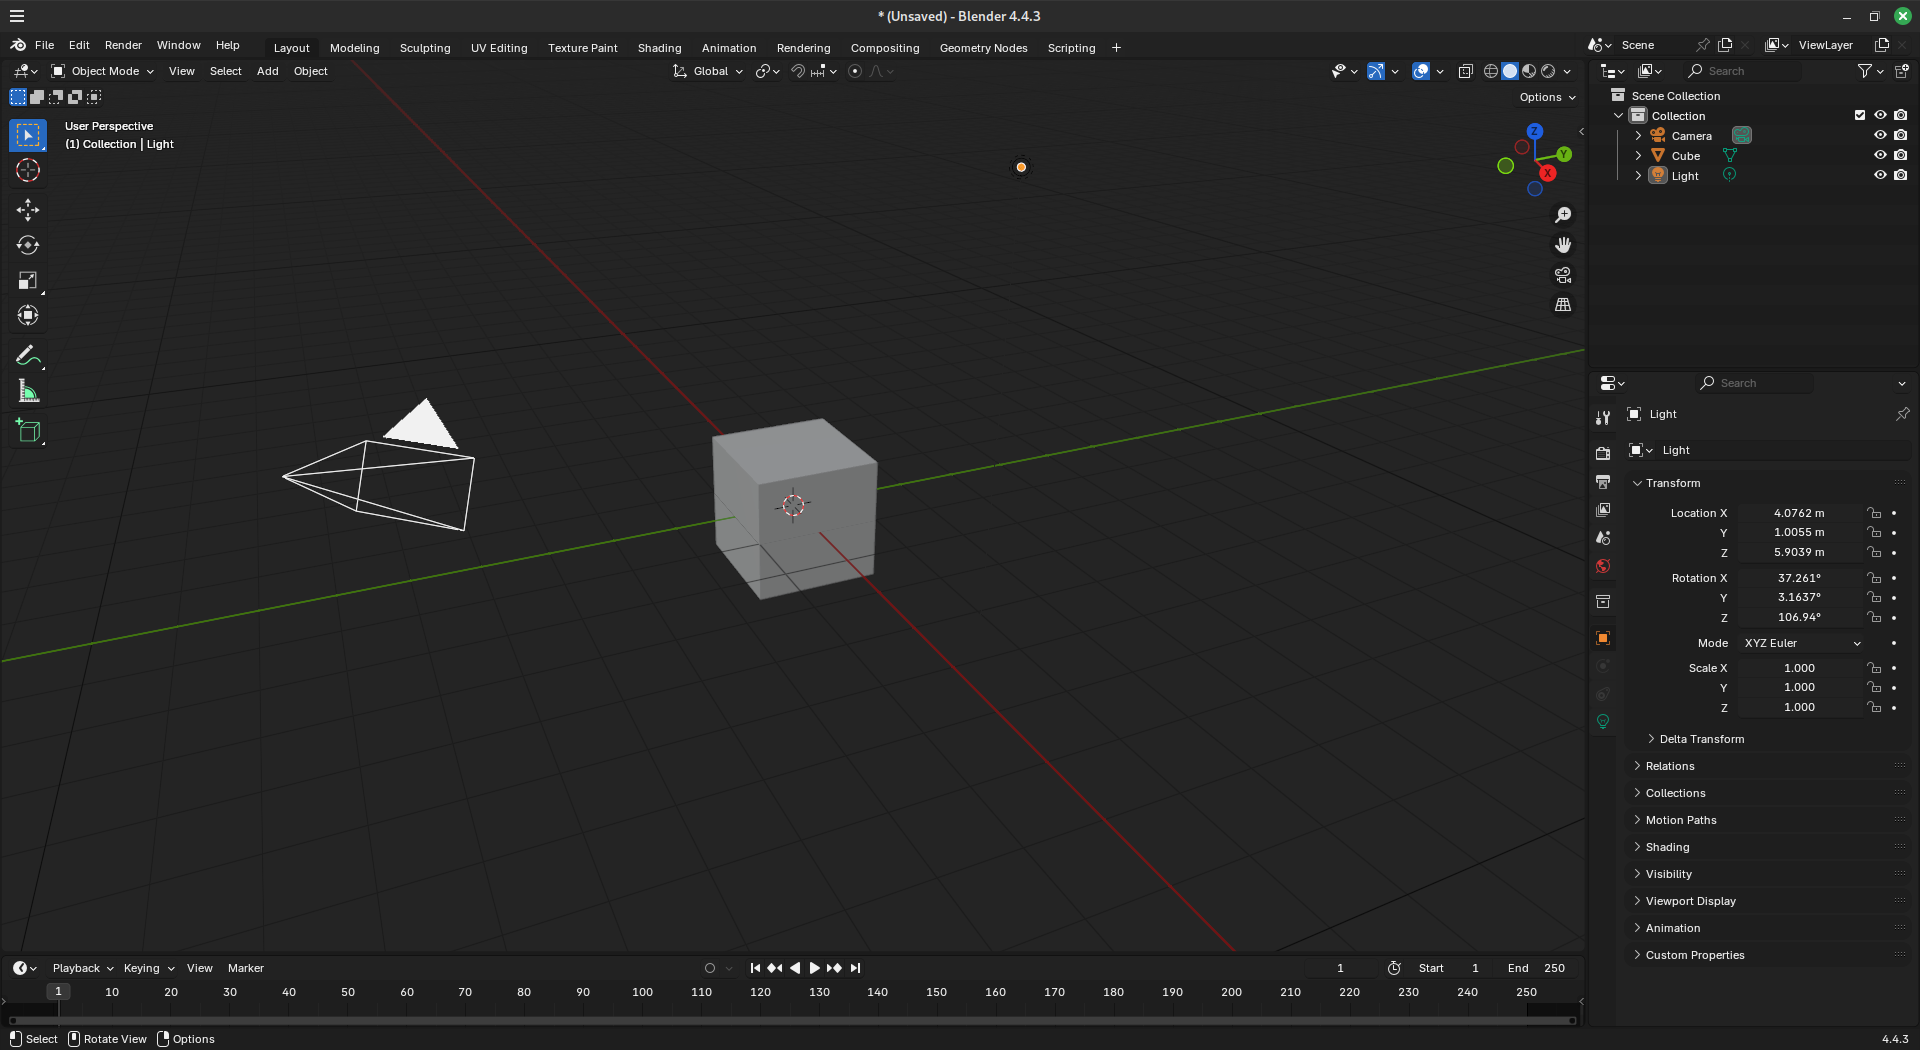 * (Unsaved) - Blender 4.4.3
File Edit Render Window Help Layout Modeling Sculpting UV Editing Texture Paint Shading Animation Rendering Compositing Geometry Nodes Scripting + Scene ViewLayer
Object Mode View Select Add Object Global Search
Options
User Perspective
(1) Collection | Light
Z
Y
X
Scene Collection
Collection
Camera
Cube
Light
Search
Light
Light
Transform
Location X 4.0762 m
Y 1.0055 m
Z 5.9039 m
Rotation X 37.261°
Y 3.1637°
Z 106.94°
Mode XYZ Euler
Scale X 1.000
Y 1.000
Z 1.000
Delta Transform
Relations
Collections
Motion Paths
Shading
Visibility
Viewport Display
Animation
Custom Properties
Playback Keying View Marker 1 Start 1 End 250
1 10 20 30 40 50 60 70 80 90 100 110 120 130 140 150 160 170 180 190 200 210 220 230 240 250
Select Rotate View Options 4.4.3